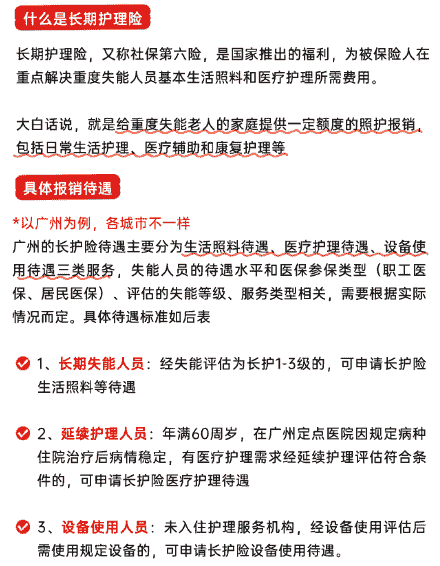 什么是长期护理险
长期护理险，又称社保第六险，是国家推出的福利，为被保险人在
重点解决重度失能人员基本生活照料和医疗护理所需费用。
大白话说，就是给重度失能老人的家庭提供一定额度的照护报销，
包括日常生活护理、医疗辅助和康复护理等
具体报销待遇
*以广州为例，各城市不一样
广州的长护险待遇主要分为生活照料待遇、医疗护理待遇、设备使
用待遇三类服务，失能人员的待遇水平和医保参保类型（职工医
保、居民医保）、评估的失能等级、服务类型相关，需要根据实际
情况而定。具体待遇标准如后表
1、长期失能人员：经失能评估为长护1-3级的，可申请长护险
生活照料等待遇
2、延续护理人员：年满60周岁，在广州定点医院因规定病种
住院治疗后病情稳定，有医疗护理需求经延续护理评估符合条
件的，可申请长护险医疗护理待遇
3、设备使用人员：未入住护理服务机构，经设备使用评估后
需使用规定设备的，可申请长护险设备使用待遇。